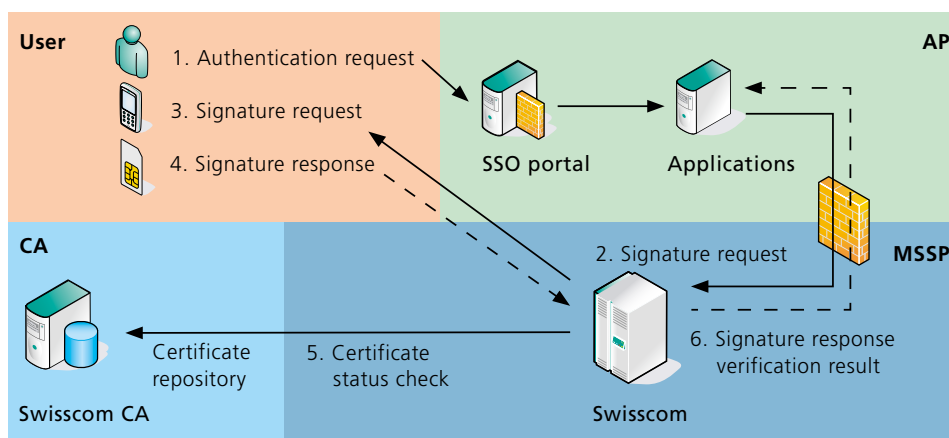 User
AP
1. Authentication request
3. Signature request
4. Signature response
SSO portal
Applications
CA
MSSP
2. Signature request
6. Signature response
verification result
Certificate
repository
5. Certificate
status check
Swisscom CA
Swisscom